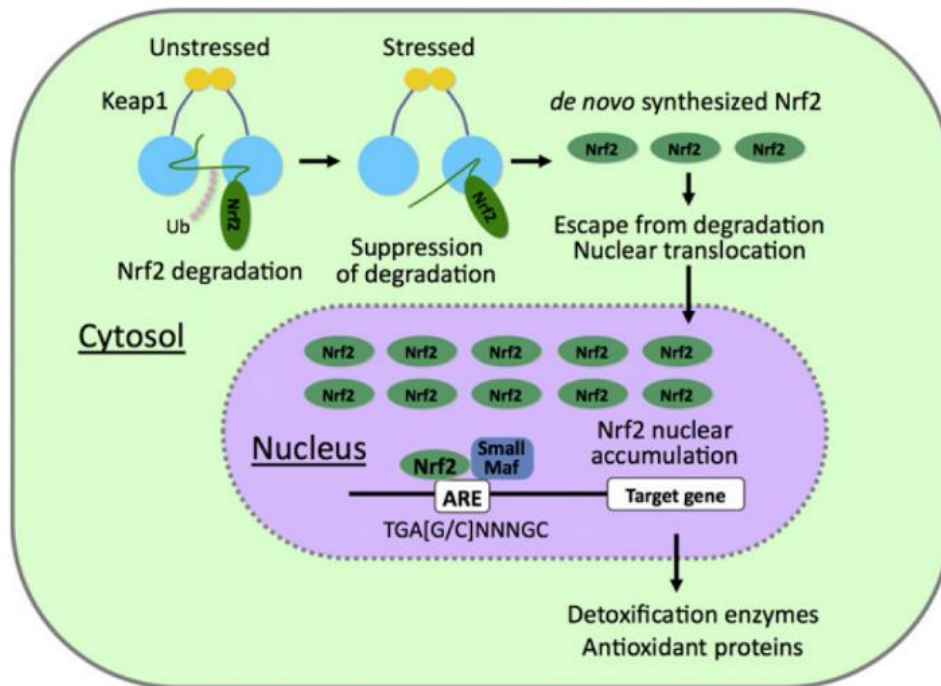 Unstressed
Stressed
Keap1
de novo synthesized Nrf2
Nrf2 Nrf2 Nrf2
Nrf2
Nrf2
Ub
Nrf2 degradation
Suppression
of degradation
Escape from degradation
Nuclear translocation
Cytosol
Nrf2 Nrf2 Nrf2 Nrf2 Nrf2
Nrf2 Nrf2 Nrf2 Nrf2 Nrf2
Nucleus
Nrf2 nuclear
accumulation
Nrf2
Small
Maf
ARE
Target gene
TGA[G/C]NNNGC
Detoxification enzymes
Antioxidant proteins